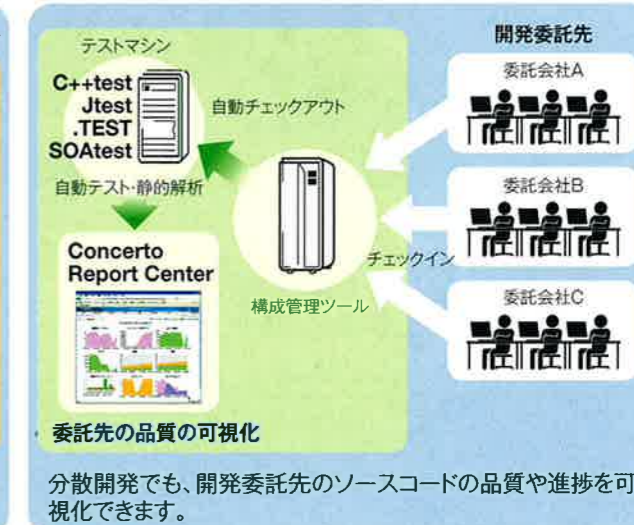 開発委託先
テストマシン
C++test
Jtest
.TEST
SOAtest
自動チェックアウト
自動テスト・静的解析
委託会社A
委託会社B
委託会社C
チェックイン
構成管理ツール
Concerto
Report Center
委託先の品質の可視化
分散開発でも、開発委託先のソースコードの品質や進捗を可
視化できます。